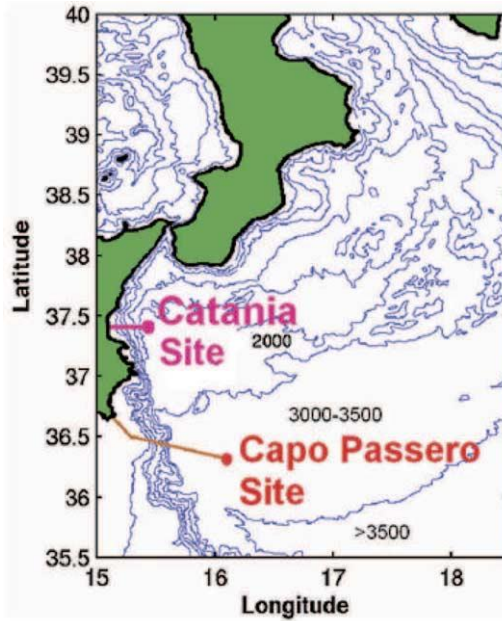 40
39.5
39
38.5
38
37.5
37
36.5
36
35.5
Latitude
Catania
Site
2000
3000-3500
Capo Passero
Site
>3500
15
16
17
18
Longitude